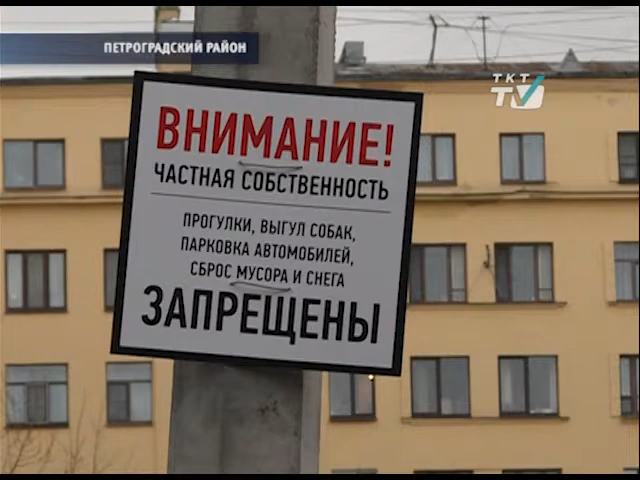 ПЕТРОГРАДСКИЙ РАЙОН
ТКТ
TV
ВНИМАНИЕ!
ЧАСТНАЯ СОБСТВЕННОСТЬ
ПРОГУЛКИ, ВЫГУЛ СОБАК,
ПАРКОВКА АВТОМОБИЛЕЙ,
СБРОС МУСОРА И СНЕГА
ЗАПРЕЩЕНЫ